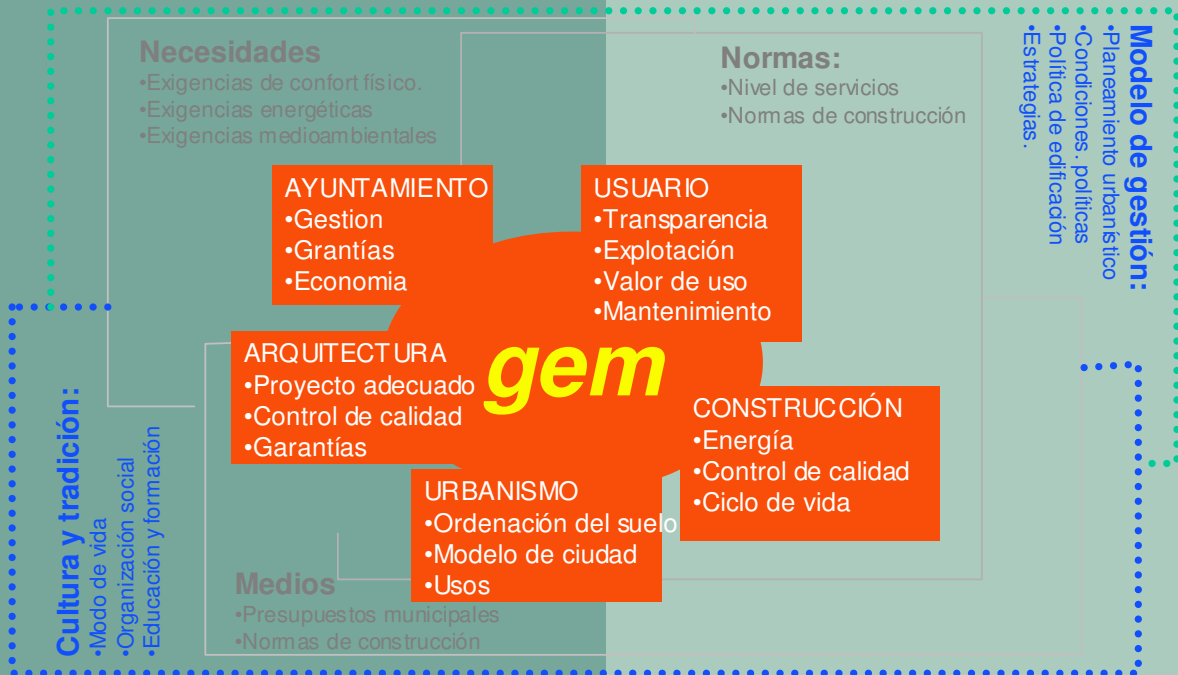 Necesidades
•Exigencias de confort físico.
•Exigencias energéticas
•Exigencias medioambientales
Normas:
•Nivel de servicios
•Normas de construcción
Modelo de gestión:
•Planeamiento urbanístico
•Condiciones. políticas
•Política de edificación
•Estrategias.
AYUNTAMIENTO
•Gestion
•Grantías
•Economia
USUARIO
•Transparencia
•Explotación
•Valor de uso
•Mantenimiento
gem
ARQUITECTURA
•Proyecto adecuado
•Control de calidad
•Garantías
CONSTRUCCIÓN
•Energía
•Control de calidad
•Ciclo de vida
URBANISMO
•Ordenación del suelo
•Modelo de ciudad
•Usos
Cultura y tradición:
•Modo de vida
•Organización social
•Educación y formación
Medios
•Presupuestos municipales
•Normas de construcción